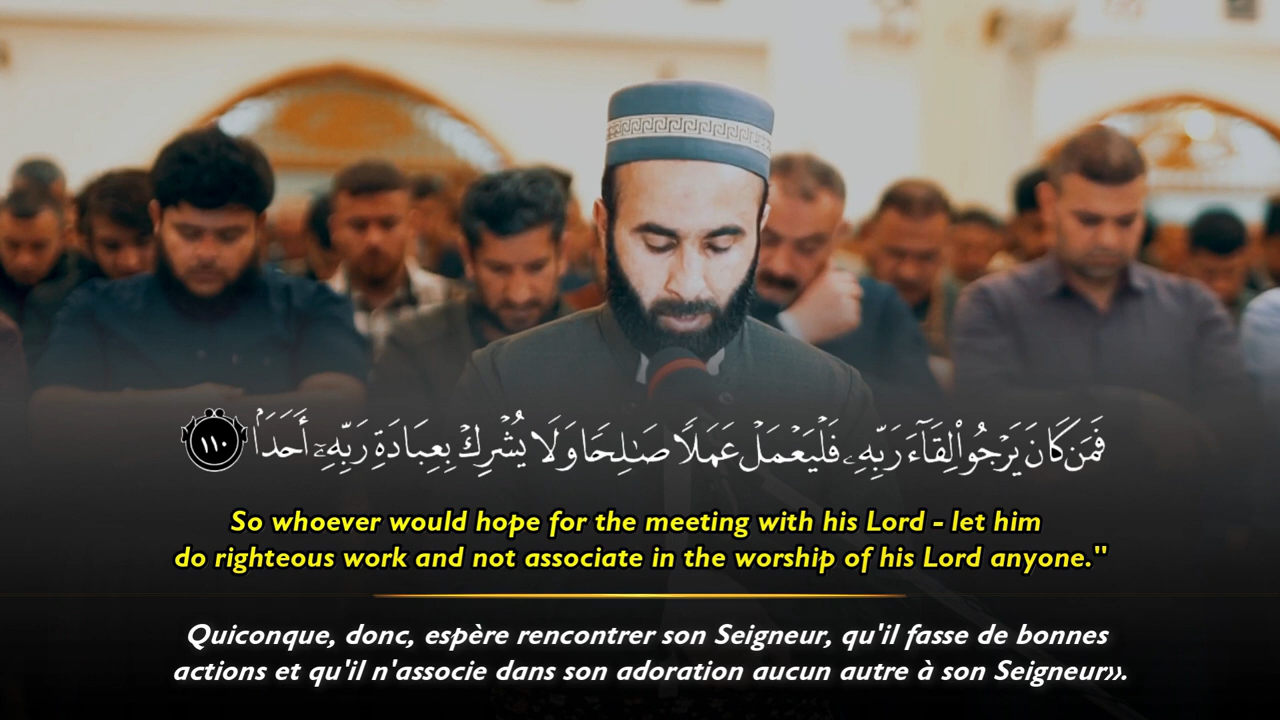 فَمَن كَانَ يَرْجُوا۟ لِقَآءَ رَبِّهِۦ فَلْيَعْمَلْ عَمَلًا صَـٰلِحًا وَلَا يُشْرِكْ بِعِبَادَةِ رَبِّهِۦٓ أَحَدًۢا ١١٠
So whoever would hope for the meeting with his Lord - let him
do righteous work and not associate in the worship of his Lord anyone."
Quiconque, donc, espère rencontrer son Seigneur, qu'il fasse de bonnes
actions et qu'il n'associe dans son adoration aucun autre à son Seigneur».